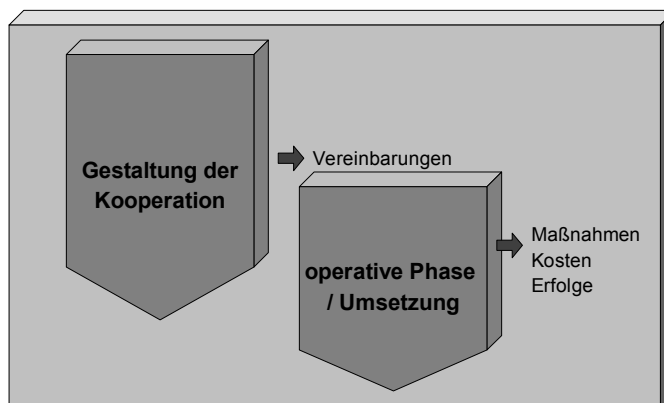 Gestaltung der
Kooperation
Vereinbarungen
operative Phase
/ Umsetzung
Maßnahmen
Kosten
Erfolge